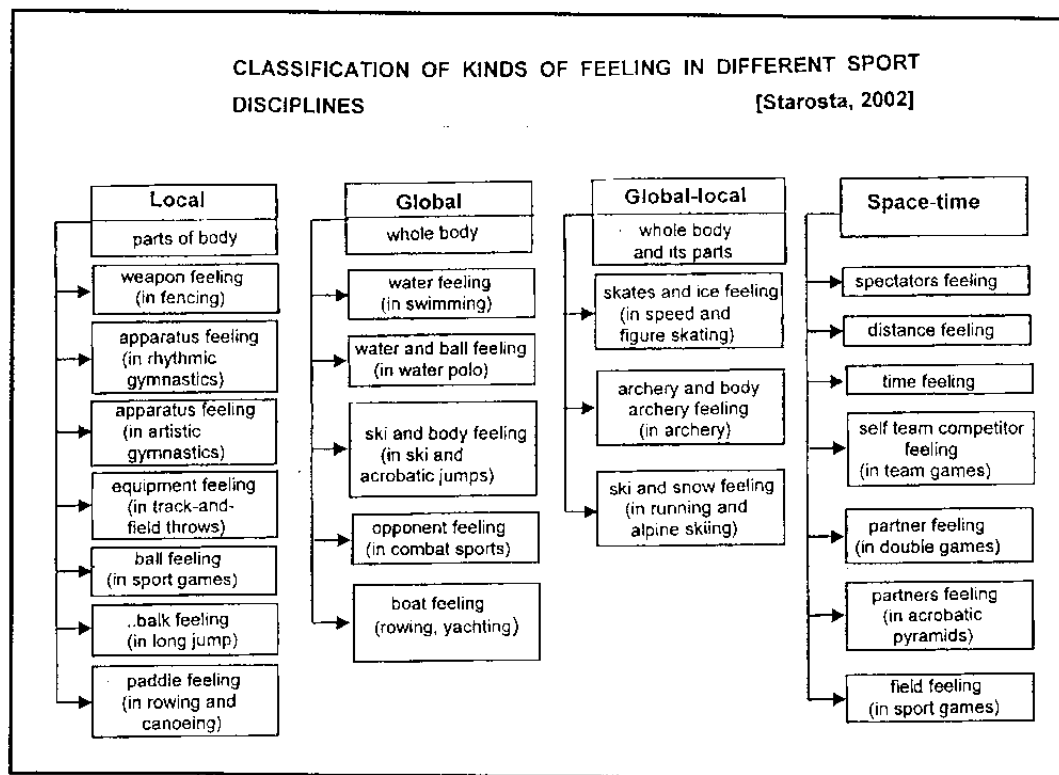 CLASSIFICATION OF KINDS OF FEELING IN DIFFERENT SPORT
DISCIPLINES [Starosta, 2002]
Local
parts of body
weapon feeling
(in fencing)
apparatus feeling
(in rhythmic
gymnastics)
apparatus feeling
(in artistic
gymnastics)
equipment feeling
(in track-and-
field throws)
ball feeling
(in sport games)
..balk feeling
(in long jump)
paddle feeling
(in rowing and
canoeing)
Global
whole body
water feeling
(in swimming)
water and ball feeling
(in water polo)
ski and body feeling
(in ski and
acrobatic jumps)
opponent feeling
(in combat sports)
boat feeling
(rowing, yachting)
Global-local
whole body
and its parts
skates and ice feeling
(in speed and
figure skating)
archery and body
archery feeling
(in archery)
ski and snow feeling
(in running and
alpine skiing)
Space-time
spectators feeling
distance feeling
time feeling
self team competitor
feeling
(in team games)
partner feeling
(in double games)
partners feeling
(in acrobatic
pyramids)
field feeling
(in sport games)